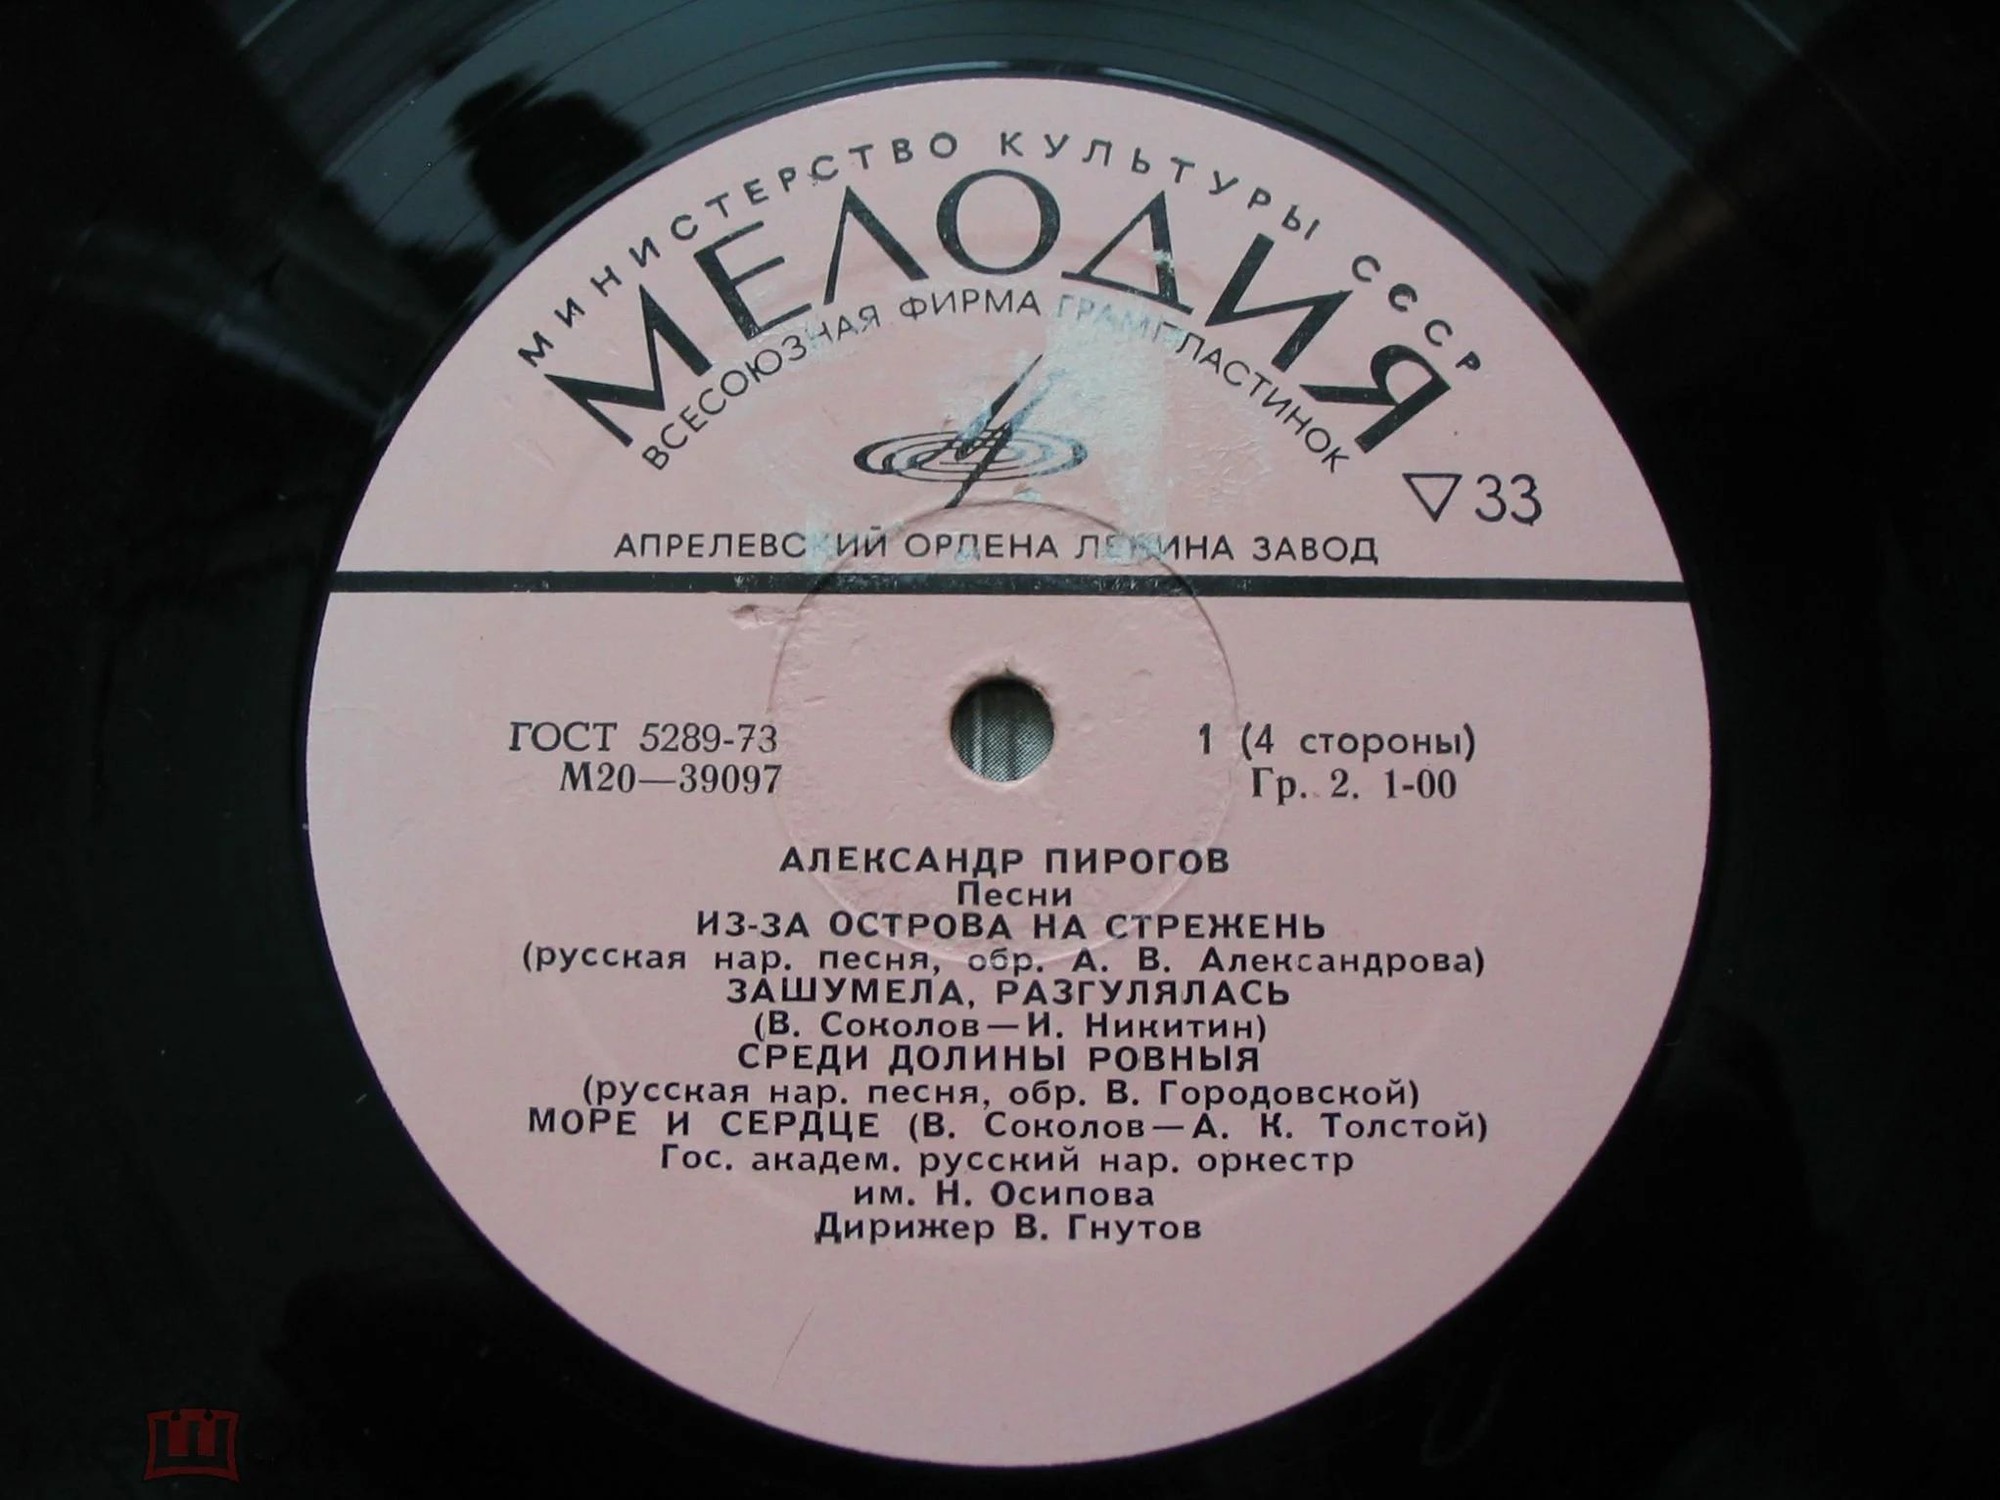 МИНИСТЕРСТВО КУЛЬТУРЫ СССР
МЕЛОДИЯ
ВСЕСОЮЗНАЯ ФИРМА ГРАМПЛАСТИНОК
33
АПРЕЛЕВСКИЙ ОРДЕНА ЛЕНИНА ЗАВОД
ГОСТ 5289-73
М20—39097
1 (4 стороны)
Гр. 2. 1-00
АЛЕКСАНДР ПИРОГОВ
Песни
ИЗ-ЗА ОСТРОВА НА СТРЕЖЕНЬ
(русская нар. песня, обр. А. В. Александрова)
ЗАШУМЕЛА, РАЗГУЛЯЛАСЬ
(В. Соколов—И. Никитин)
СРЕДИ ДОЛИНЫ РОВНЫЯ
(русская нар. песня, обр. В. Городовской)
МОРЕ И СЕРДЦЕ (В. Соколов—А. К. Толстой)
Гос. академ. русский нар. оркестр
им. Н. Осипова
Дирижер В. Гнутов